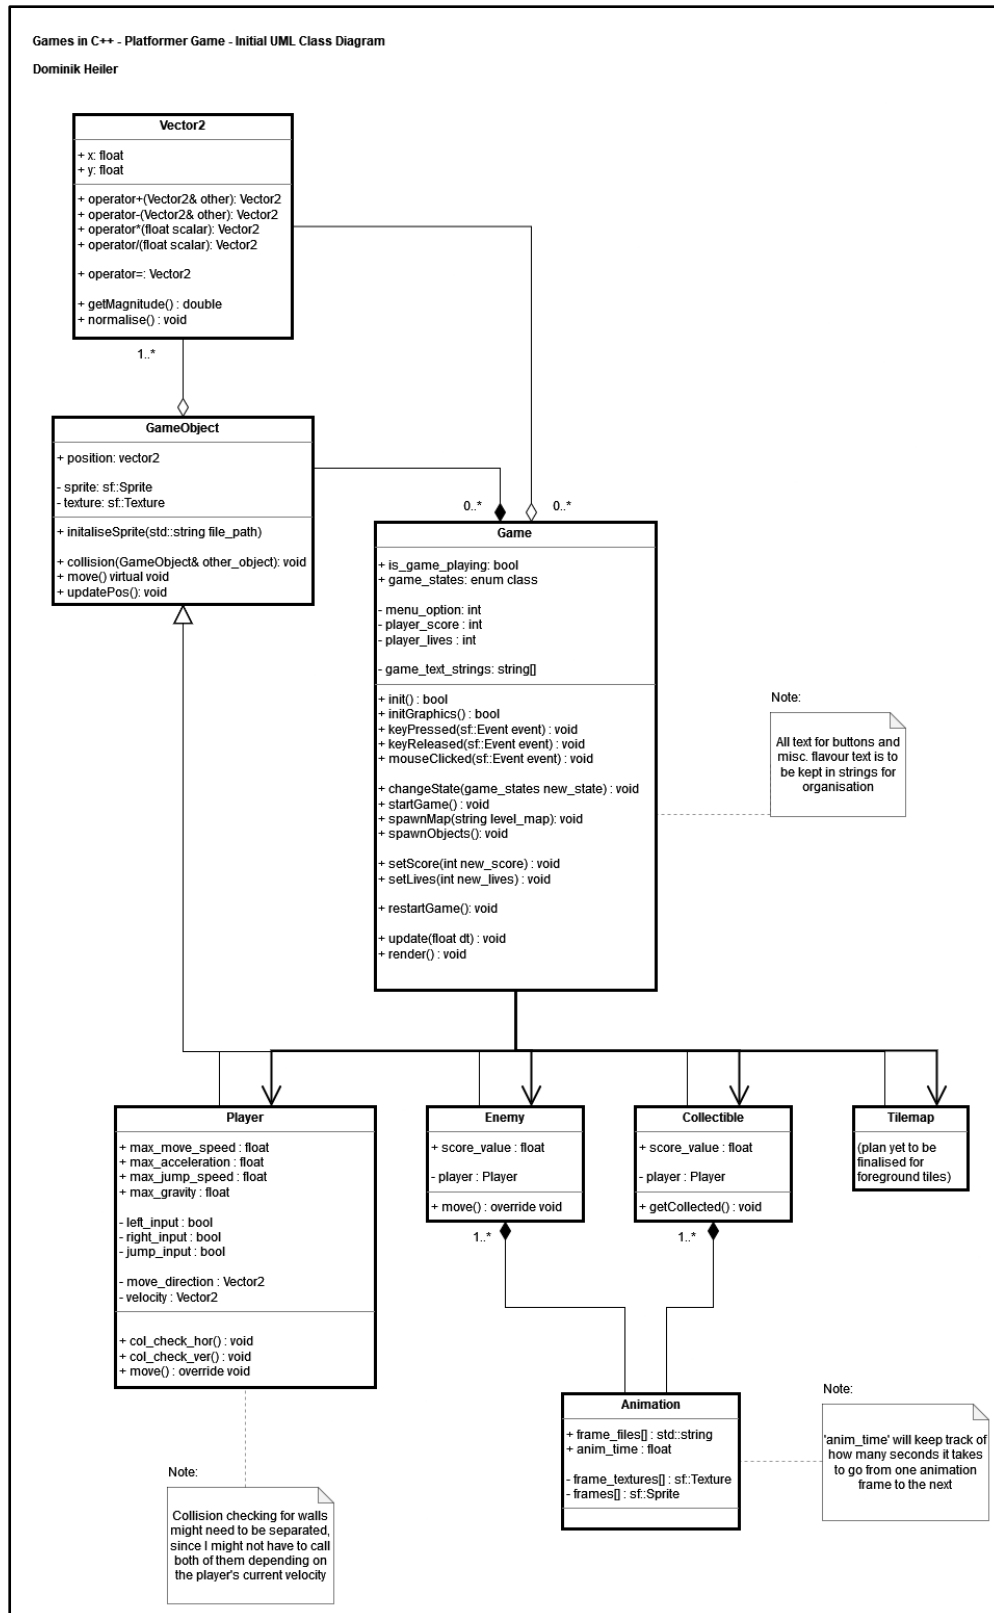 Games in C++ - Platformer Game - Initial UML Class Diagram
Dominik Heiler
Vector2
+ x: float
+ y: float
+ operator+(Vector2& other): Vector2
+ operator-(Vector2& other): Vector2
+ operator*(float scalar): Vector2
+ operator/(float scalar): Vector2
+ operator=: Vector2
+ getMagnitude() : double
+ normalise() : void
1..*
GameObject
+ position: vector2
- sprite: sf::Sprite
- texture: sf::Texture
+ initaliseSprite(std::string file_path)
+ collision(GameObject& other_object): void
+ move() virtual void
+ updatePos(): void
0..*
0..*
Game
+ is_game_playing: bool
+ game_states: enum class
- menu_option: int
- player_score : int
- player_lives : int
- game_text_strings: string[]
+ init() : bool
+ initGraphics() : bool
+ keyPressed(sf::Event event) : void
+ keyReleased(sf::Event event) : void
+ mouseClicked(sf::Event event) : void
+ changeState(game_states new_state) : void
+ startGame() : void
+ spawnMap(string level_map): void
+ spawnObjects(): void
+ setScore(int new_score) : void
+ setLives(int new_lives) : void
+ restartGame(): void
+ update(float dt) : void
+ render() : void
Note:
All text for buttons and
misc. flavour text is to
be kept in strings for
organisation
Player
+ max_move_speed : float
+ max_acceleration : float
+ max_jump_speed : float
+ max_gravity : float
- left_input : bool
- right_input : bool
- jump_input : bool
- move_direction : Vector2
- velocity : Vector2
+ col_check_hor() : void
+ col_check_ver() : void
+ move() : override void
Enemy
+ score_value : float
- player : Player
+ move() : override void
1..*
Collectible
+ score_value : float
- player : Player
+ getCollected() : void
1..*
Tilemap
(plan yet to be
finalised for
foreground tiles)
Animation
+ frame_files[] : std::string
+ anim_time : float
- frame_textures[] : sf::Texture
- frames[] : sf::Sprite
Note:
'anim_time' will keep track of
how many seconds it takes
to go from one animation
frame to the next
Note:
Collision checking for walls
might need to be separated,
since I might not have to call
both of them depending on
the player's current velocity